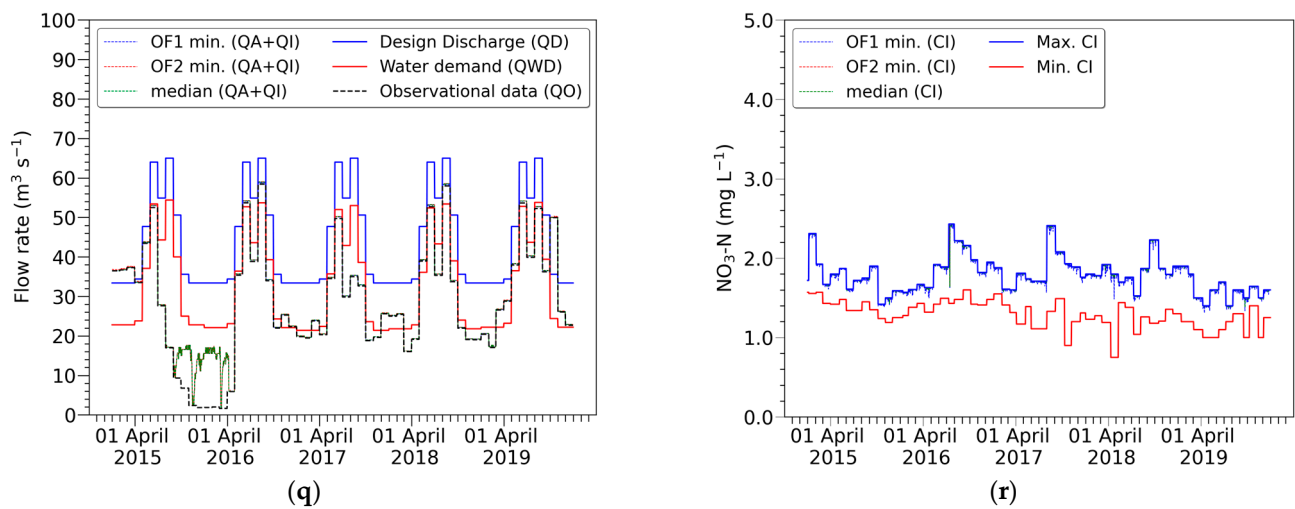 Flow rate (m³ s⁻¹)
100
90
80
70
60
50
40
30
20
10
0
OF1 min. (QA+QI)
OF2 min. (QA+QI)
median (QA+QI)
Design Discharge (QD)
Water demand (QWD)
Observational data (QO)
01 April 2015
01 April 2016
01 April 2017
01 April 2018
01 April 2019
(q)
NO₃-N (mg L⁻¹)
5.0
4.0
3.0
2.0
1.0
0.0
OF1 min. (CI)
OF2 min. (CI)
median (CI)
Max. CI
Min. CI
01 April 2015
01 April 2016
01 April 2017
01 April 2018
01 April 2019
(r)